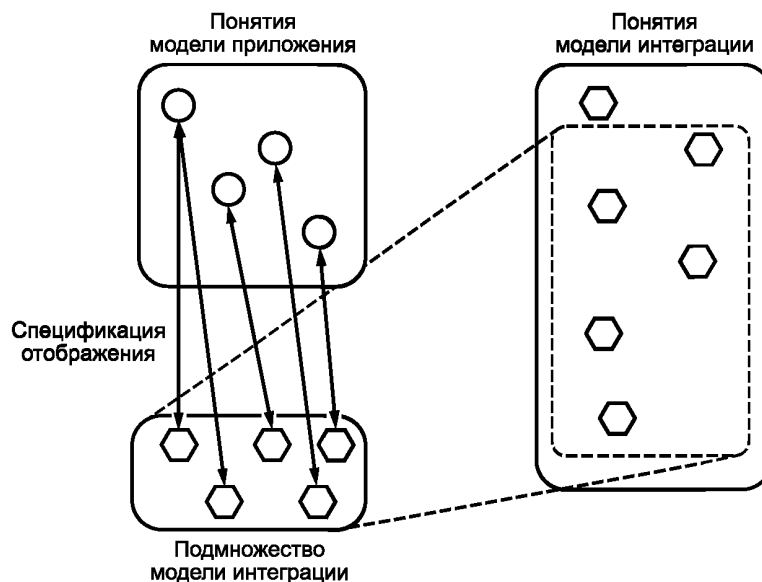 Понятия
модели приложения
Понятия
модели интеграции
Спецификация
отображения
Подмножество
модели интеграции